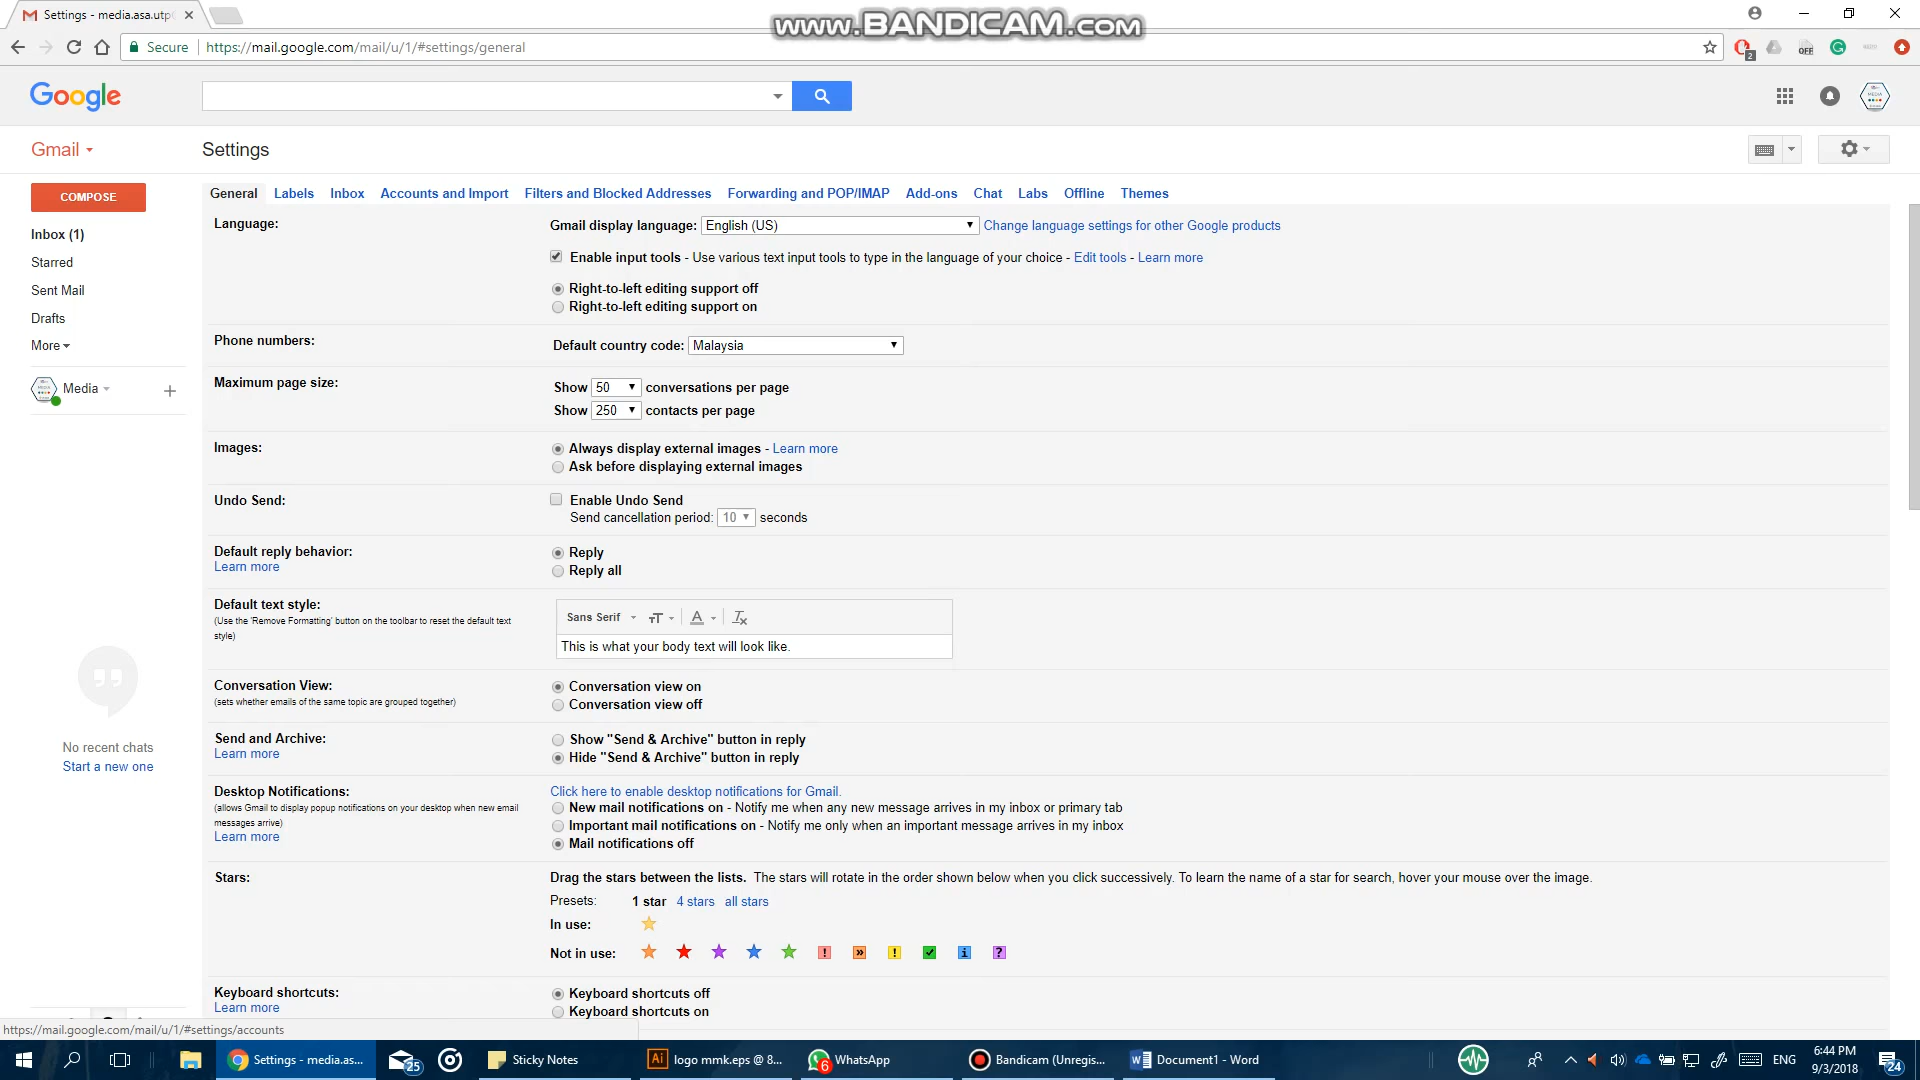 Settings - media.asa.utp
www.BANDICAM.com
Secure
https://mail.google.com/mail/u/1/#settings/general
2
OFF
Google
Gmail
Settings
COMPOSE
General
Labels
Inbox
Accounts and Import
Filters and Blocked Addresses
Forwarding and POP/IMAP
Add-ons
Chat
Labs
Offline
Themes
Inbox (1)
Starred
Sent Mail
Drafts
More
Media
No recent chats
Start a new one
Language:
Gmail display language: English (US) Change language settings for other Google products
Enable input tools - Use various text input tools to type in the language of your choice - Edit tools - Learn more
Right-to-left editing support off
Right-to-left editing support on
Phone numbers:
Default country code: Malaysia
Maximum page size:
Show 50 conversations per page
Show 250 contacts per page
Images:
Always display external images - Learn more
Ask before displaying external images
Undo Send:
Enable Undo Send
Send cancellation period: 10 seconds
Default reply behavior:
Learn more
Reply
Reply all
Default text style:
(Use the 'Remove Formatting' button on the toolbar to reset the default text
style)
Sans Serif
This is what your body text will look like.
Conversation View:
(sets whether emails of the same topic are grouped together)
Conversation view on
Conversation view off
Send and Archive:
Learn more
Show "Send & Archive" button in reply
Hide "Send & Archive" button in reply
Desktop Notifications:
(allows Gmail to display popup notifications on your desktop when new email
messages arrive)
Learn more
Click here to enable desktop notifications for Gmail.
New mail notifications on - Notify me when any new message arrives in my inbox or primary tab
Important mail notifications on - Notify me only when an important message arrives in my inbox
Mail notifications off
Stars:
Drag the stars between the lists. The stars will rotate in the order shown below when you click successively. To learn the name of a star for search, hover your mouse over the image.
Presets: 1 star 4 stars all stars
In use:
Not in use:
Keyboard shortcuts:
Learn more
Keyboard shortcuts off
Keyboard shortcuts on
https://mail.google.com/mail/u/1/#settings/accounts
Settings - media.as...
25
Sticky Notes
Ai
logo mmk.eps @ 8...
6
WhatsApp
Bandicam (Unregis...
Document1 - Word
ENG
6:44 PM
9/3/2018
24